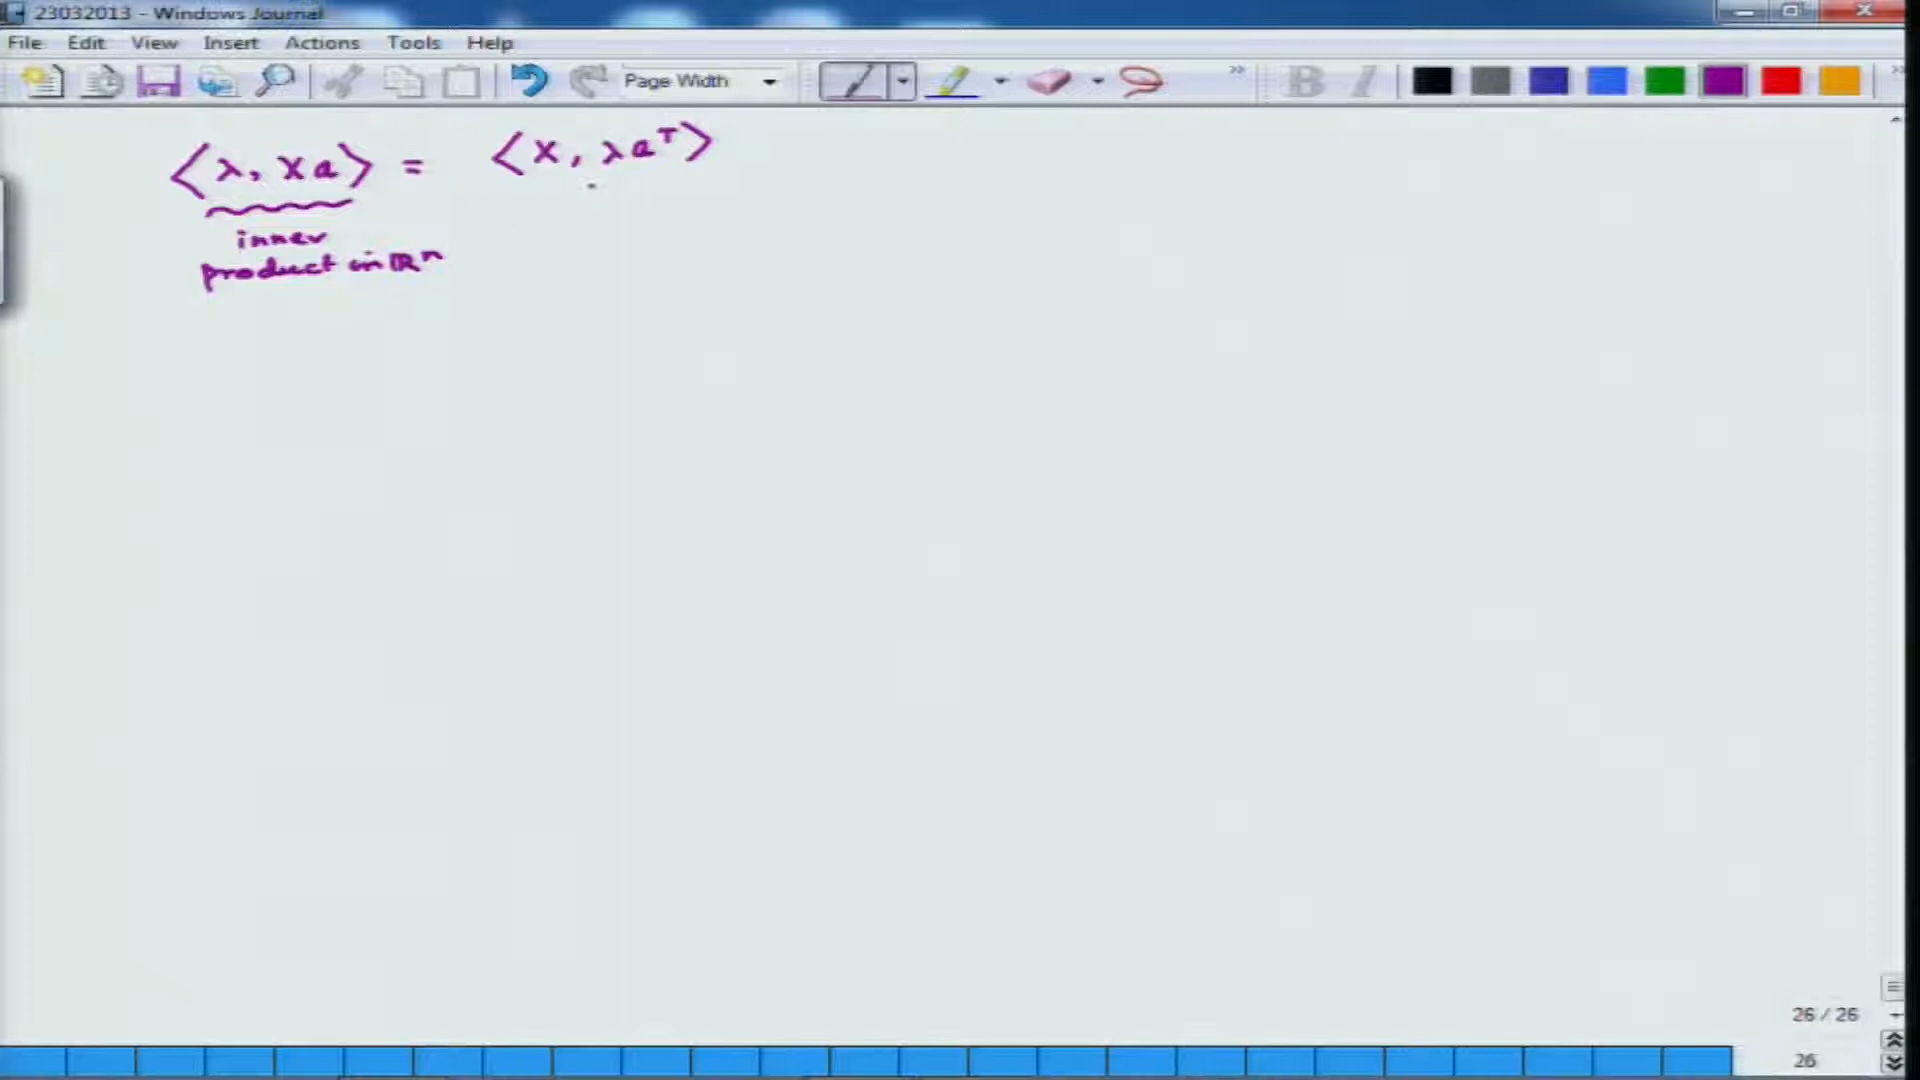 23032013 - Windows Journal
File Edit View Insert Actions Tools Help
Page Width
B I
⟨λ, Xa⟩ = ⟨X, λaᵀ⟩
inner
product in ℝⁿ
26 / 26
26